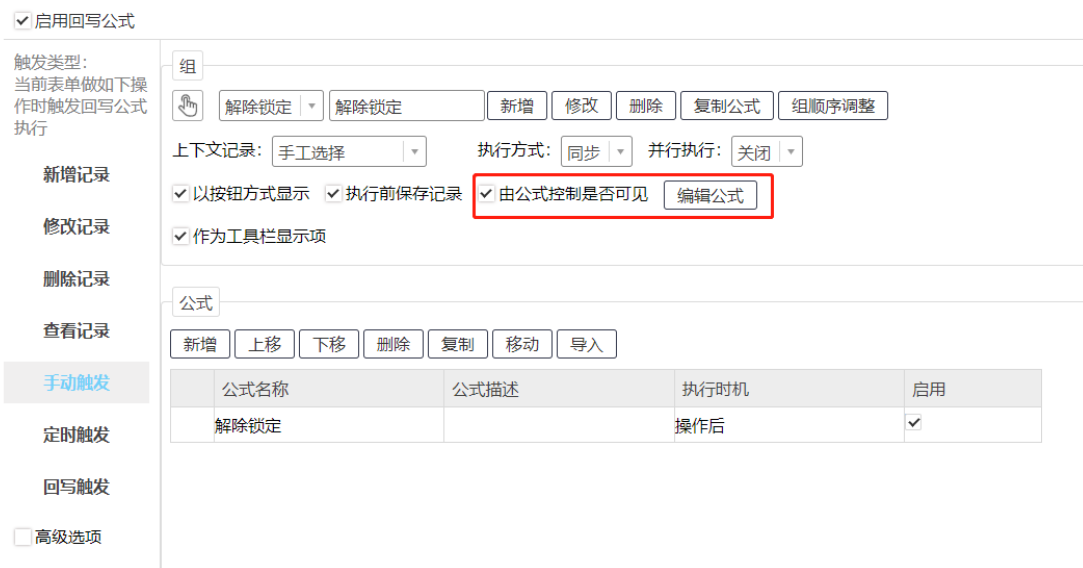 启用回写公式
触发类型：
当前表单做如下操
作时触发回写公式
执行
新增记录
修改记录
删除记录
查看记录
手动触发
定时触发
回写触发
高级选项
组
解除锁定 解除锁定 新增 修改 删除 复制公式 组顺序调整
上下文记录： 手工选择 执行方式： 同步 并行执行： 关闭
以按钮方式显示 执行前保存记录 由公式控制是否可见 编辑公式
作为工具栏显示项
公式
新增 上移 下移 删除 复制 移动 导入
公式名称 公式描述 执行时机 启用
解除锁定 操作后